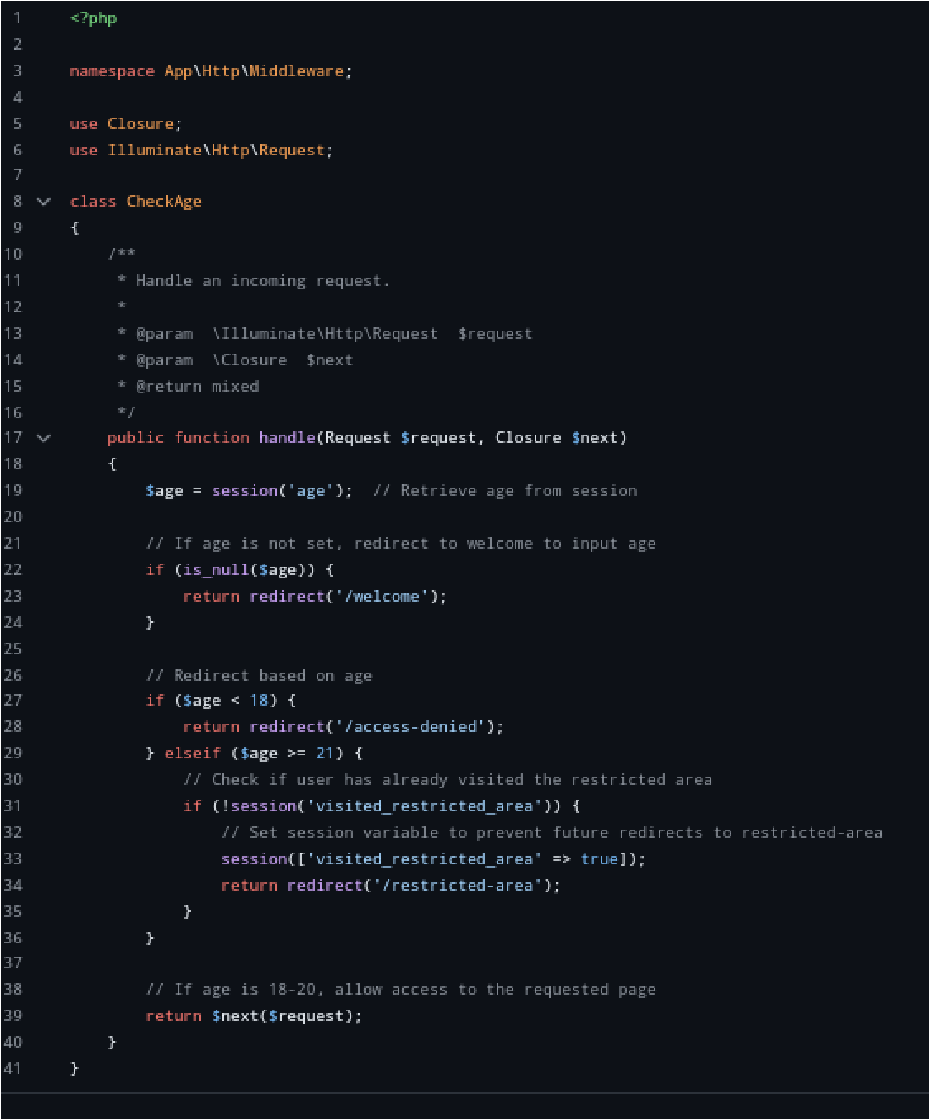 1 <?php
2
3 namespace App\Http\Middleware;
4
5 use Closure;
6 use Illuminate\Http\Request;
7
8 class CheckAge
9 {
10 /**
11 * Handle an incoming request.
12 *
13 * @param  \Illuminate\Http\Request  $request
14 * @param  \Closure  $next
15 * @return mixed
16 */
17 public function handle(Request $request, Closure $next)
18 {
19 $age = session('age');  // Retrieve age from session
20
21 // If age is not set, redirect to welcome to input age
22 if (is_null($age)) {
23 return redirect('/welcome');
24 }
25
26 // Redirect based on age
27 if ($age < 18) {
28 return redirect('/access-denied');
29 } elseif ($age >= 21) {
30 // Check if user has already visited the restricted area
31 if (!session('visited_restricted_area')) {
32 // Set session variable to prevent future redirects to restricted-area
33 session(['visited_restricted_area' => true]);
34 return redirect('/restricted-area');
35 }
36 }
37
38 // If age is 18-20, allow access to the requested page
39 return $next($request);
40 }
41 }